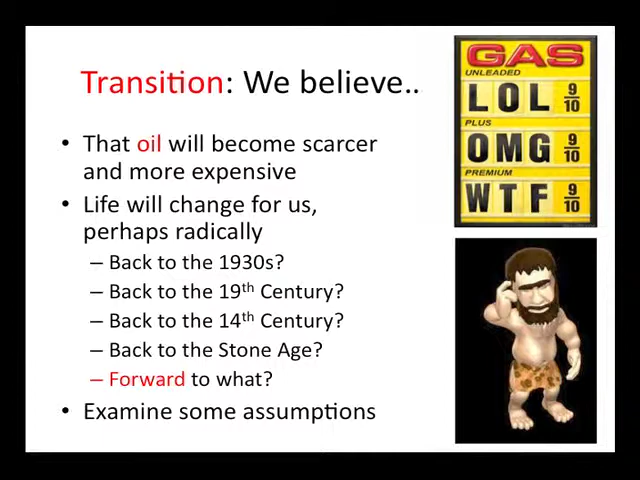 Transition: We believe..
• That oil will become scarcer
and more expensive
• Life will change for us,
perhaps radically
– Back to the 1930s?
– Back to the 19th Century?
– Back to the 14th Century?
– Back to the Stone Age?
– Forward to what?
• Examine some assumptions
GAS
UNLEADED
LOL 9/10
PLUS
OMG 9/10
PREMIUM
WTF 9/10